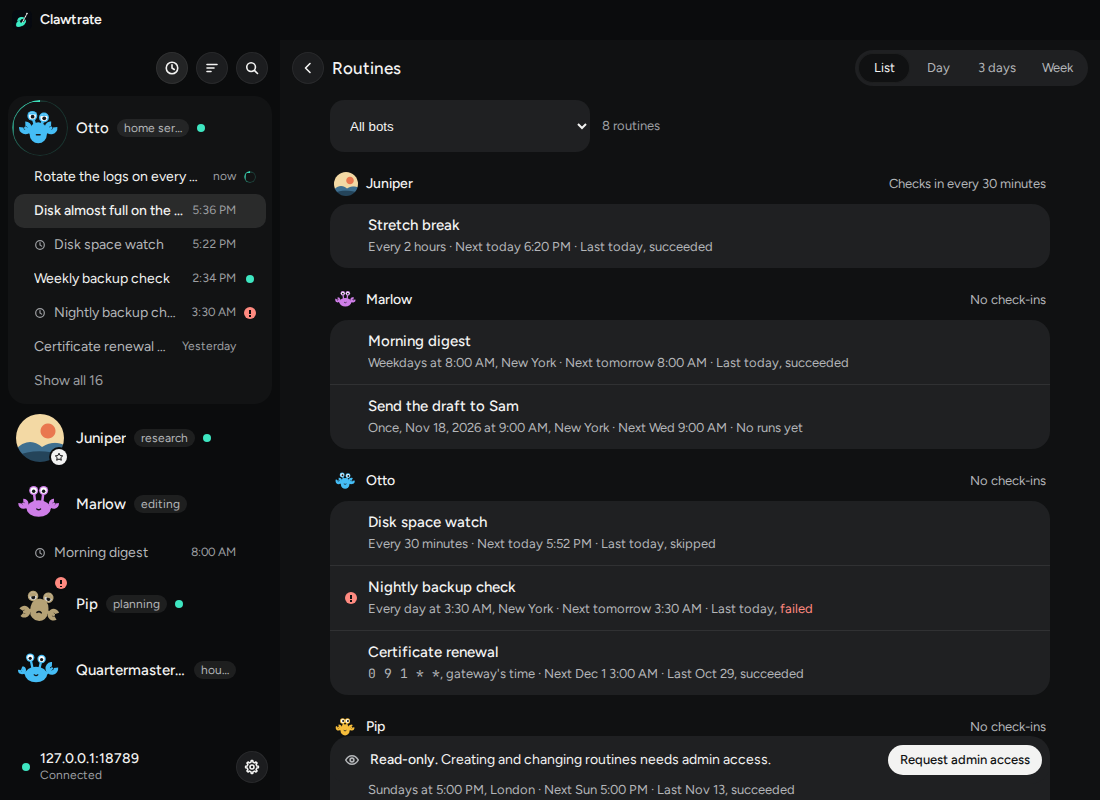 Clawtrate
Otto home ser...
Rotate the logs on every ... now
Disk almost full on the ... 5:36 PM
Disk space watch 5:22 PM
Weekly backup check 2:34 PM
Nightly backup ch... 3:30 AM
Certificate renewal ... Yesterday
Show all 16
Juniper research
Marlow editing
Morning digest 8:00 AM
Pip planning
Quartermaster... hou...
127.0.0.1:18789
Connected
Routines
List Day 3 days Week
All bots 8 routines
Juniper Checks in every 30 minutes
Stretch break
Every 2 hours · Next today 6:20 PM · Last today, succeeded
Marlow No check-ins
Morning digest
Weekdays at 8:00 AM, New York · Next tomorrow 8:00 AM · Last today, succeeded
Send the draft to Sam
Once, Nov 18, 2026 at 9:00 AM, New York · Next Wed 9:00 AM · No runs yet
Otto No check-ins
Disk space watch
Every 30 minutes · Next today 5:52 PM · Last today, skipped
Nightly backup check
Every day at 3:30 AM, New York · Next tomorrow 3:30 AM · Last today, failed
Certificate renewal
0 9 1 * *, gateway's time · Next Dec 1 3:00 AM · Last Oct 29, succeeded
Pip No check-ins
Read-only. Creating and changing routines needs admin access. Request admin access
Sundays at 5:00 PM, London · Next Sun 5:00 PM · Last Nov 13, succeeded